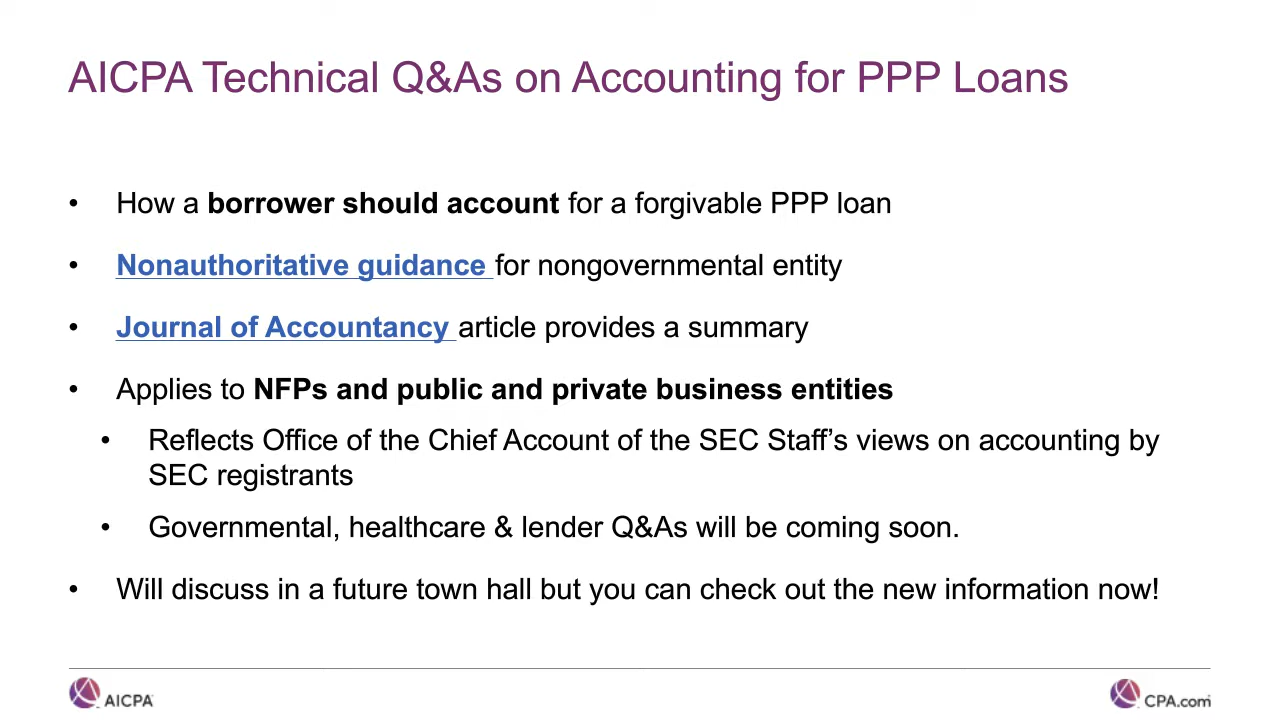 AICPA Technical Q&As on Accounting for PPP Loans
• How a borrower should account for a forgivable PPP loan
• Nonauthoritative guidance for nongovernmental entity
• Journal of Accountancy article provides a summary
• Applies to NFPs and public and private business entities
• Reflects Office of the Chief Account of the SEC Staff’s views on accounting by
SEC registrants
• Governmental, healthcare & lender Q&As will be coming soon.
• Will discuss in a future town hall but you can check out the new information now!
AICPA
CPA.com